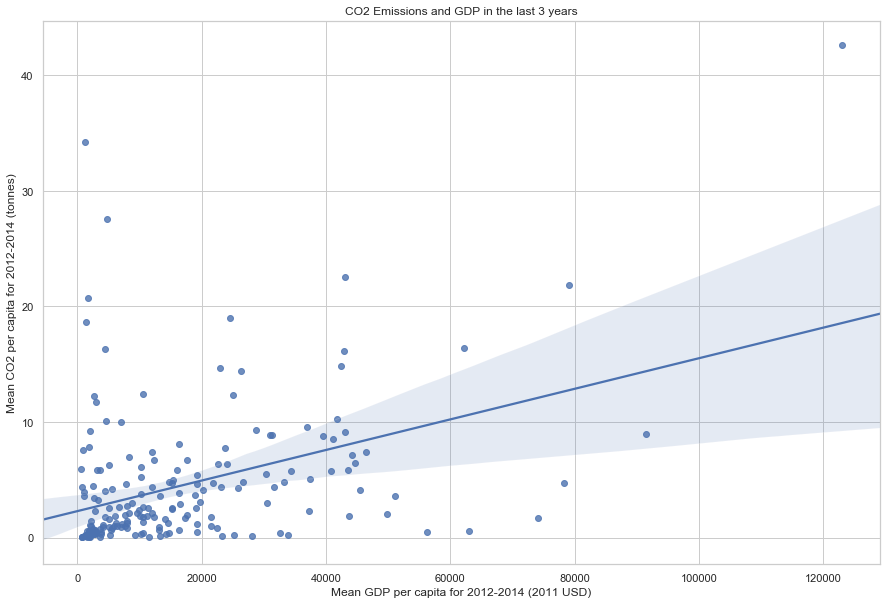 CO2 Emissions and GDP in the last 3 years
Mean CO2 per capita for 2012-2014 (tonnes)
40
30
20
10
0
0 20000 40000 60000 80000 100000 120000
Mean GDP per capita for 2012-2014 (2011 USD)